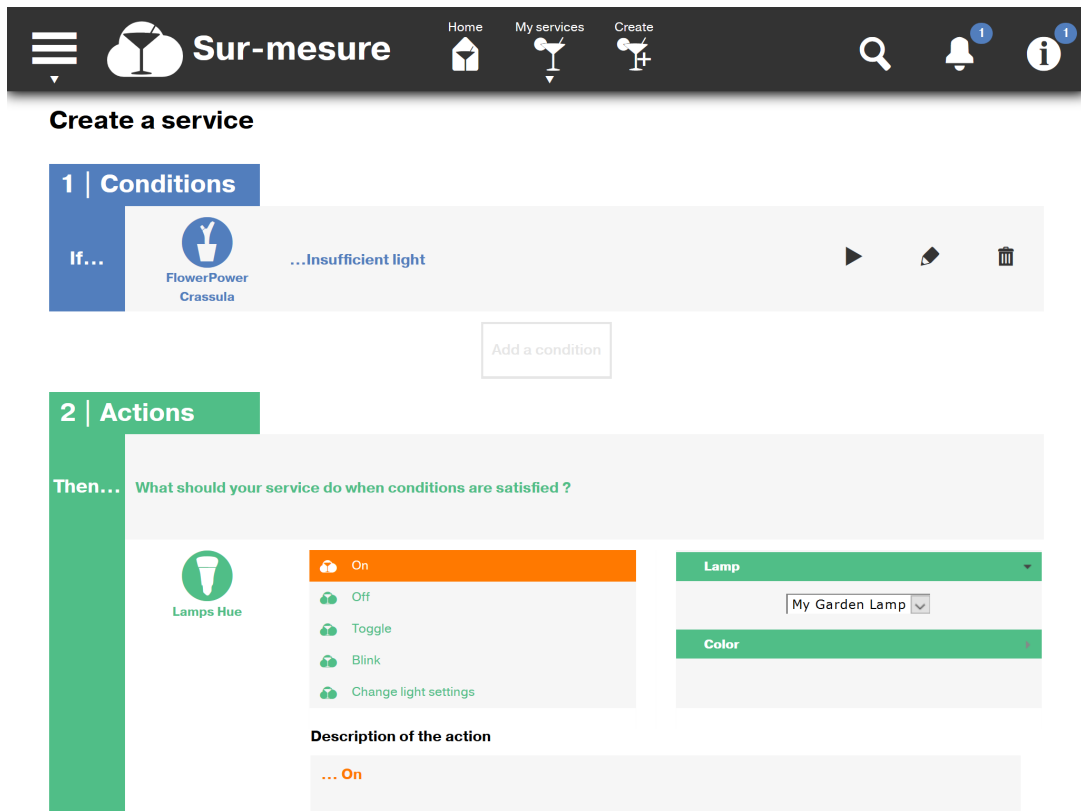 Home My services Create
Sur-mesure
1 1
i
Create a service
1 | Conditions
If...
FlowerPower
Crassula
...Insufficient light
Add a condition
2 | Actions
Then...
What should your service do when conditions are satisfied ?
Lamps Hue
On
Off
Toggle
Blink
Change light settings
Lamp
My Garden Lamp
Color
Description of the action
... On